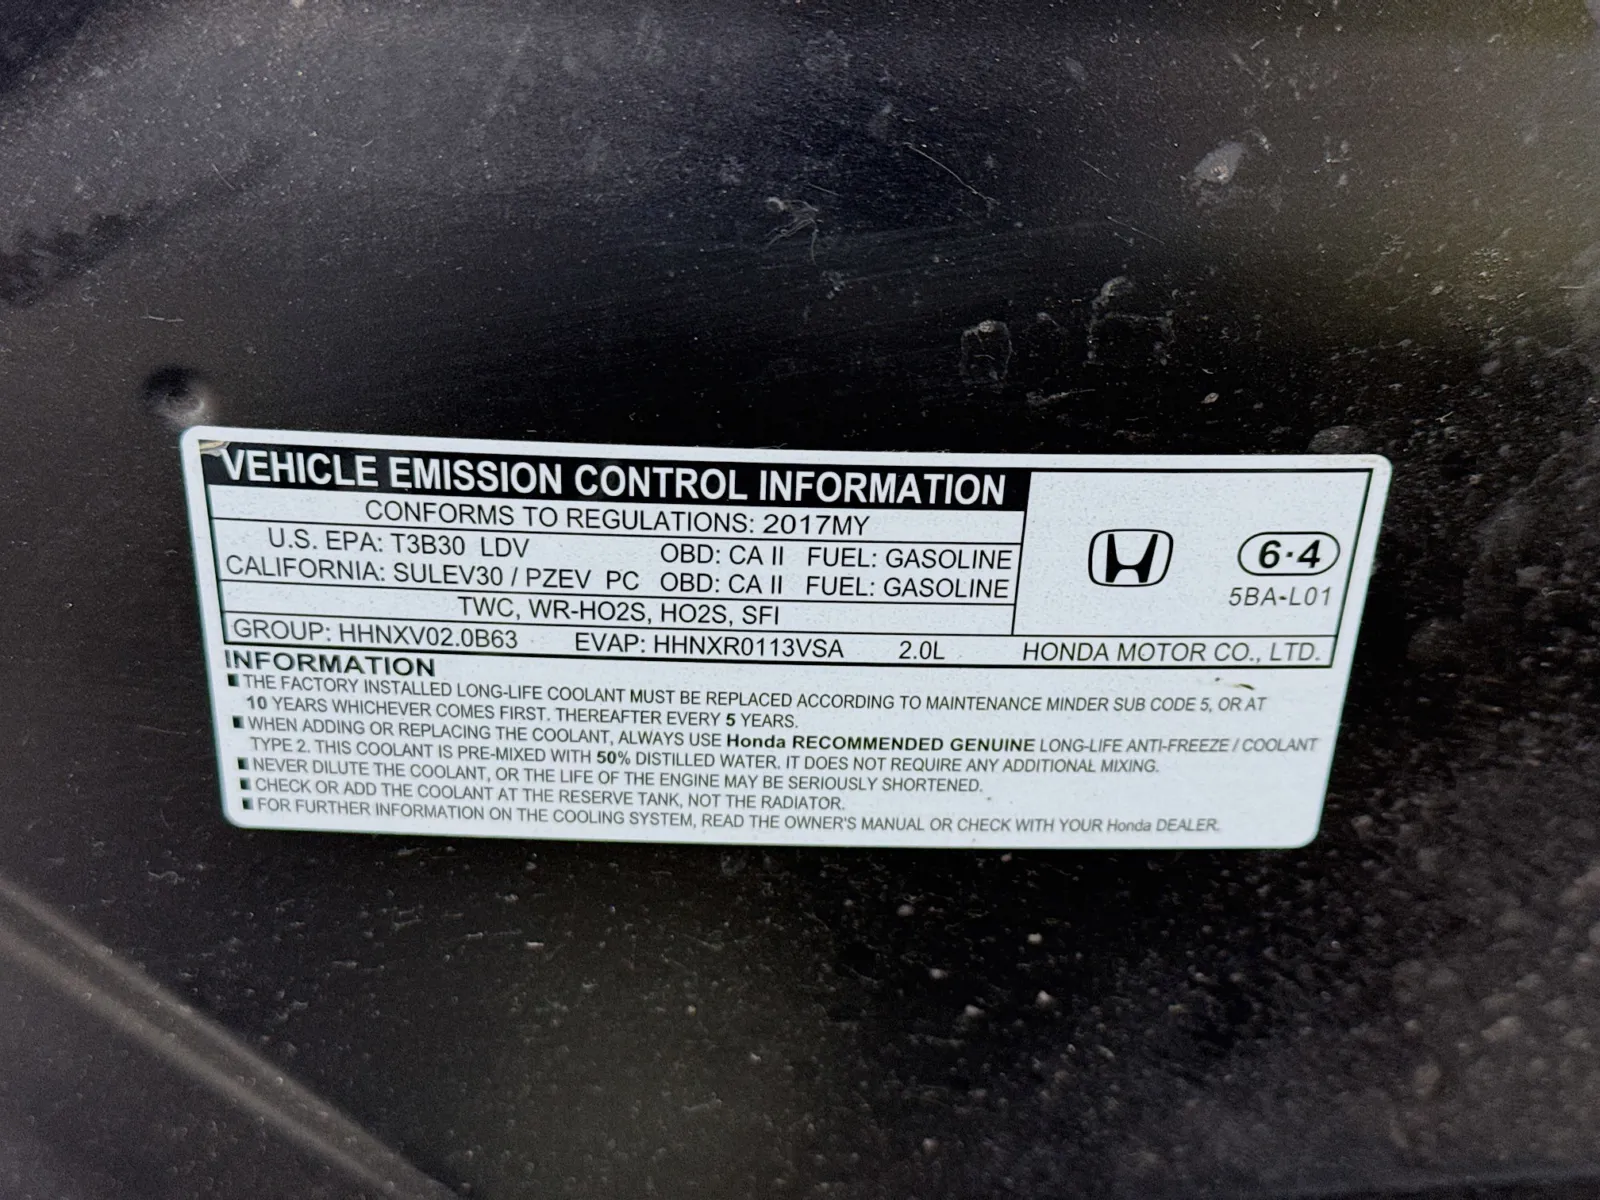 VEHICLE EMISSION CONTROL INFORMATION
CONFORMS TO REGULATIONS: 2017MY
U.S. EPA: T3B30 LDV OBD: CA II FUEL: GASOLINE
CALIFORNIA: SULEV30 / PZEV PC OBD: CA II FUEL: GASOLINE
TWC, WR-HO2S, HO2S, SFI
GROUP: HHNXV02.0B63 EVAP: HHNXR0113VSA 2.0L
6·4
5BA-L01
HONDA MOTOR CO., LTD.
INFORMATION
■ THE FACTORY INSTALLED LONG-LIFE COOLANT MUST BE REPLACED ACCORDING TO MAINTENANCE MINDER SUB CODE 5, OR AT
10 YEARS WHICHEVER COMES FIRST. THEREAFTER EVERY 5 YEARS.
■ WHEN ADDING OR REPLACING THE COOLANT, ALWAYS USE Honda RECOMMENDED GENUINE LONG-LIFE ANTI-FREEZE / COOLANT
TYPE 2. THIS COOLANT IS PRE-MIXED WITH 50% DISTILLED WATER. IT DOES NOT REQUIRE ANY ADDITIONAL MIXING.
■ NEVER DILUTE THE COOLANT, OR THE LIFE OF THE ENGINE MAY BE SERIOUSLY SHORTENED.
■ CHECK OR ADD THE COOLANT AT THE RESERVE TANK, NOT THE RADIATOR.
■ FOR FURTHER INFORMATION ON THE COOLING SYSTEM, READ THE OWNER'S MANUAL OR CHECK WITH YOUR Honda DEALER.